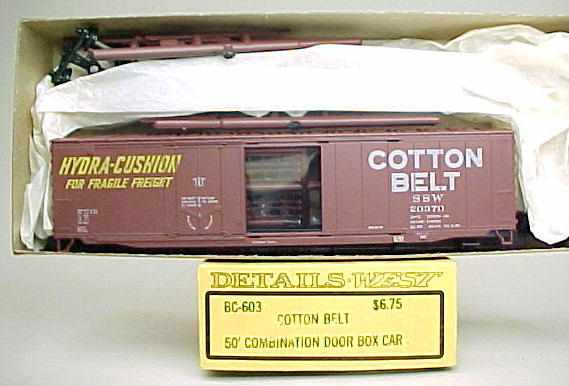 HYDRA-CUSHION
FOR FRAGILE FREIGHT
COTTON
BELT
SSW
20370
DETAILS WEST
BC-603 $6.75
COTTON BELT
50' COMBINATION DOOR BOX CAR